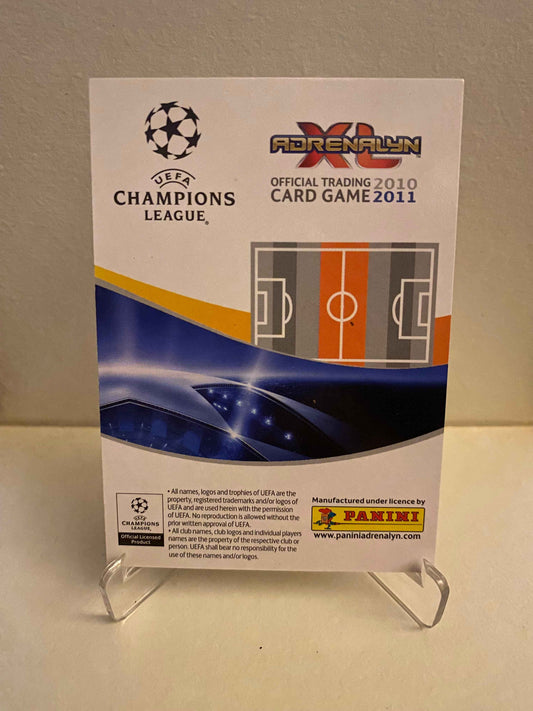 UEFA
CHAMPIONS
LEAGUE®
ADRENALYN XL™
OFFICIAL TRADING 2010
CARD GAME 2011
UEFA
CHAMPIONS
LEAGUE
Official Licensed
Product
• All names, logos and trophies of UEFA are the
property, registered trademarks and/or logos of
UEFA and are used herein with the permission
of UEFA. No reproduction is allowed without the
prior written approval of UEFA.
• All club names, club logos and individual players
names are the property of the respective club or
person. UEFA shall bear no responsibility for the
use of these names and/or logos.
Manufactured under licence by
PANINI
www.paniniadrenalyn.com